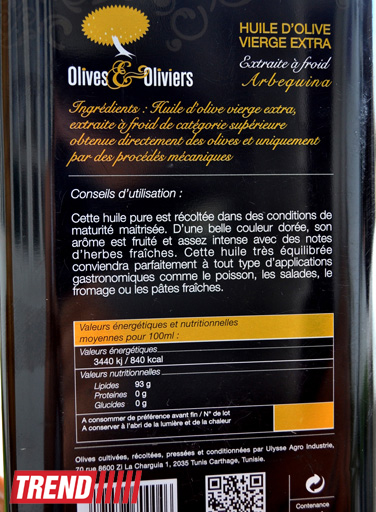 HUILE D'OLIVE
VIERGE EXTRA
Extraite à froid
Arbequina
Olives & Oliviers
Ingrédients : Huile d'olive vierge extra,
extraite à froid de catégorie supérieure
obtenue directement des olives et uniquement
par des procédés mécaniques
Conseils d'utilisation :
Cette huile pure est récoltée dans des conditions de
maturité maitrisée. D'une belle couleur dorée, son
arôme est fruité et assez intense avec des notes
d'herbes fraîches. Cette huile très équilibrée
conviendra parfaitement à tout type d'applications
gastronomiques comme le poisson, les salades, le
fromage ou les pâtes fraîches.
Valeurs énergétiques et nutritionnelles
moyennes pour 100ml :
Valeurs énergétiques
3440 kj / 840 kcal
Valeurs nutritionnelles
Lipides 93 g
Proteines 0 g
Glucides 0 g
A consommer de préférence avant fin / N° de lot
A conserver à l'abri de la lumière et de la chaleur
Olives cultivées, récoltées, pressées et conditionnées par Ulysse Agro Industrie,
70 rue 8600 ZI La Charguia 1, 2035 Tunis Carthage, Tunisie.
TREND
Contenance